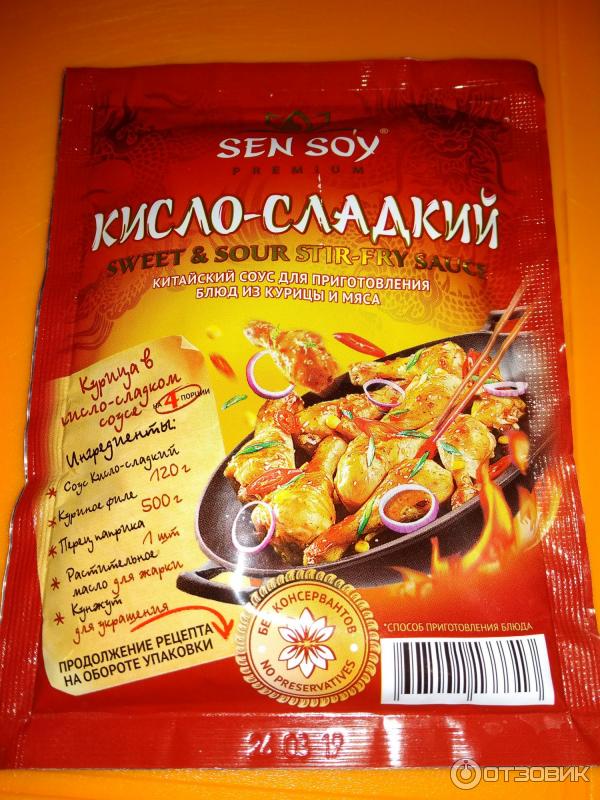 SEN SOY®
PREMIUM
КИСЛО-СЛАДКИЙ
SWEET & SOUR STIR-FRY SAUCE
КИТАЙСКИЙ СОУС ДЛЯ ПРИГОТОВЛЕНИЯ
БЛЮД ИЗ КУРИЦЫ И МЯСА
Курица в
кисло-сладком
соусе НА 4 ПОРЦИИ
Ингредиенты:
* Соус Кисло-сладкий
120 г
* Куриное филе
500 г
* Перец паприка
1 шт
* Растительное
масло для жарки
* Кунжут
для украшения
ПРОДОЛЖЕНИЕ РЕЦЕПТА
НА ОБОРОТЕ УПАКОВКИ
БЕЗ КОНСЕРВАНТОВ
NO PRESERVATIVES
*СПОСОБ ПРИГОТОВЛЕНИЯ БЛЮДА
03 19
ОТЗОВИК